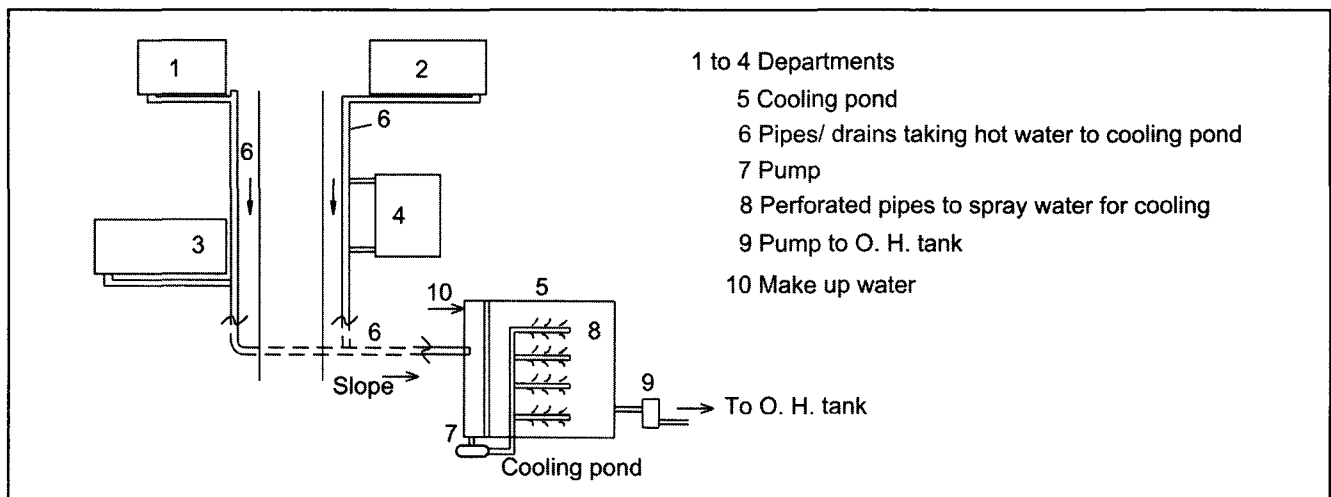 1
2
1 to 4 Departments
5 Cooling pond
6
6 Pipes/ drains taking hot water to cooling pond
6
7 Pump
4
8 Perforated pipes to spray water for cooling
3
9 Pump to O. H. tank
10
5
10 Make up water
6
8
Slope
9
To O. H. tank
7
Cooling pond